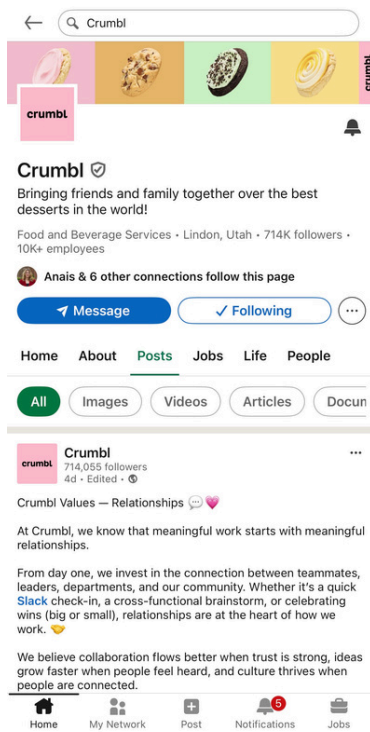 Crumbl
crumbl
crumbl
Crumbl
Bringing friends and family together over the best
desserts in the world!
Food and Beverage Services • Lindon, Utah • 714K followers •
10K+ employees
Anais & 6 other connections follow this page
Message
✓ Following
Home About Posts Jobs Life People
All Images Videos Articles Docun
crumbl
Crumbl
714,055 followers
4d • Edited •
Crumbl Values — Relationships 💬💗
At Crumbl, we know that meaningful work starts with meaningful
relationships.
From day one, we invest in the connection between teammates,
leaders, departments, and our community. Whether it's a quick
Slack check-in, a cross-functional brainstorm, or celebrating
wins (big or small), relationships are at the heart of how we
work. 🤝
We believe collaboration flows better when trust is strong, ideas
grow faster when people feel heard, and culture thrives when
people are connected.
5
Home My Network Post Notifications Jobs